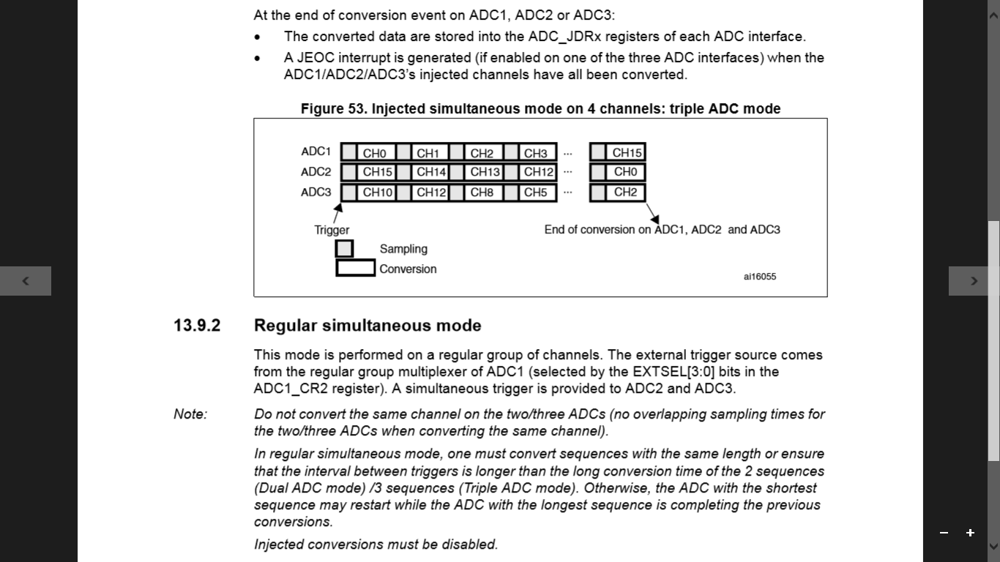 At the end of conversion event on ADC1, ADC2 or ADC3:
• The converted data are stored into the ADC_JDRx registers of each ADC interface.
• A JEOC interrupt is generated (if enabled on one of the three ADC interfaces) when the
ADC1/ADC2/ADC3's injected channels have all been converted.
Figure 53. Injected simultaneous mode on 4 channels: triple ADC mode
ADC1 CH0 CH1 CH2 CH3 ... CH15
ADC2 CH15 CH14 CH13 CH12 ... CH0
ADC3 CH10 CH12 CH8 CH5 ... CH2
Trigger End of conversion on ADC1, ADC2 and ADC3
Sampling
Conversion
ai16055
13.9.2 Regular simultaneous mode
This mode is performed on a regular group of channels. The external trigger source comes
from the regular group multiplexer of ADC1 (selected by the EXTSEL[3:0] bits in the
ADC1_CR2 register). A simultaneous trigger is provided to ADC2 and ADC3.
Note: Do not convert the same channel on the two/three ADCs (no overlapping sampling times for
the two/three ADCs when converting the same channel).
In regular simultaneous mode, one must convert sequences with the same length or ensure
that the interval between triggers is longer than the long conversion time of the 2 sequences
(Dual ADC mode) /3 sequences (Triple ADC mode). Otherwise, the ADC with the shortest
sequence may restart while the ADC with the longest sequence is completing the previous
conversions.
Injected conversions must be disabled.